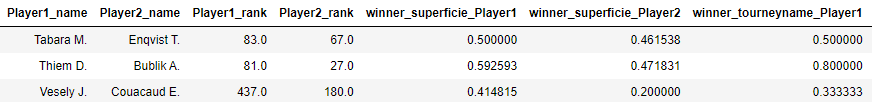 Player1_name Player2_name Player1_rank Player2_rank winner_superficie_Player1 winner_superficie_Player2 winner_tourneyname_Player1
Tabara M. Enqvist T. 83.0 67.0 0.500000 0.461538 0.500000
Thiem D. Bublik A. 81.0 27.0 0.592593 0.471831 0.800000
Vesely J. Couacaud E. 437.0 180.0 0.414815 0.200000 0.333333